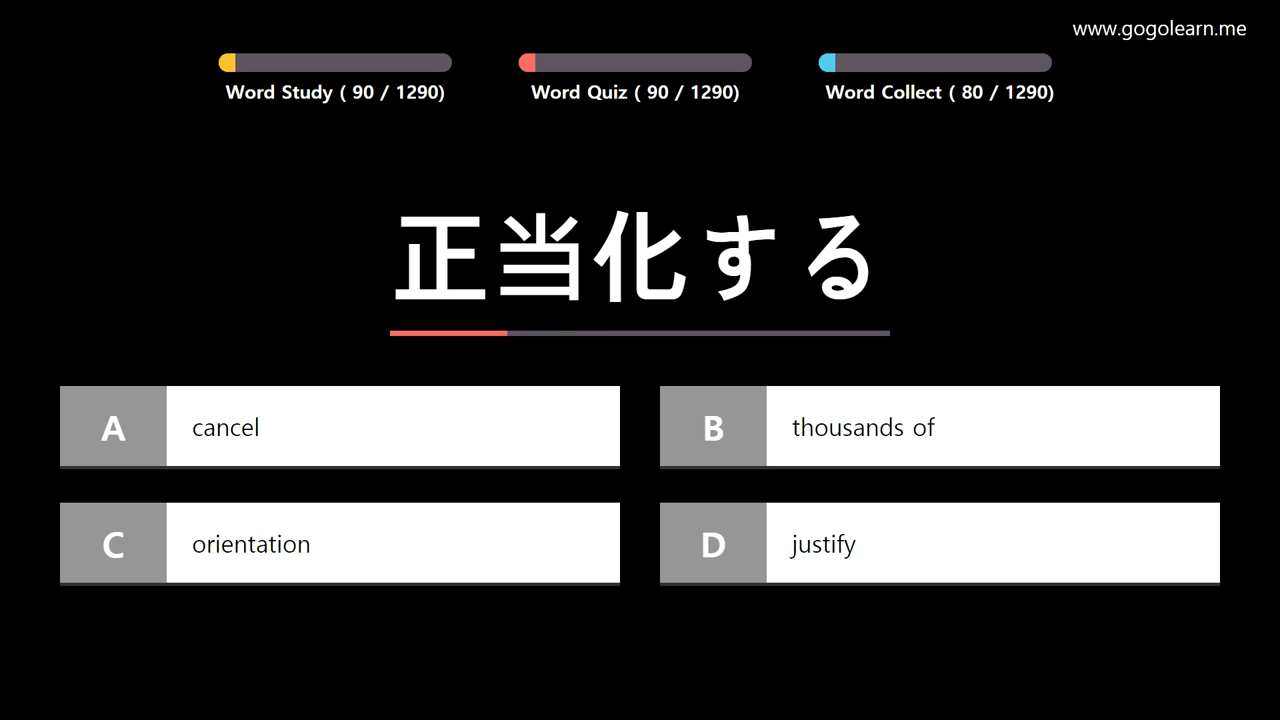 www.gogolearn.me
Word Study ( 90 / 1290)
Word Quiz ( 90 / 1290)
Word Collect ( 80 / 1290)
正当化する
A cancel
B thousands of
C orientation
D justify